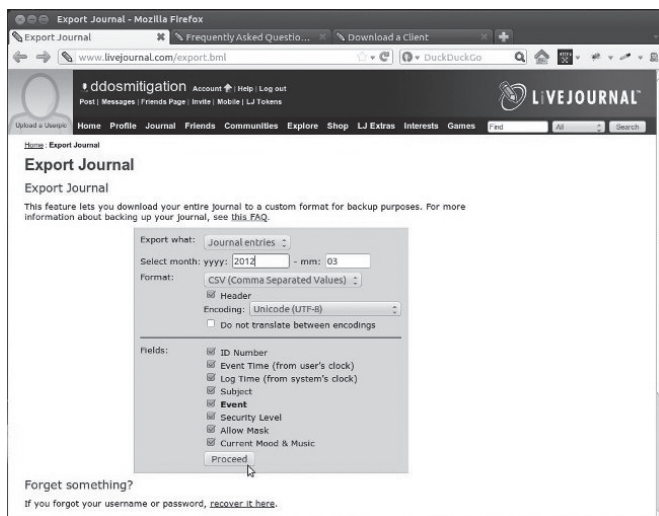 Export Journal - Mozilla Firefox
Export Journal
Frequently Asked Questio...
Download a Client
www.livejournal.com/export.bml
DuckDuckGo
ddosmitigation Account | Help | Log out
Post | Messages | Friends Page | Invite | Mobile | LJ Tokens
LiVEJOURNAL™
Upload a Userpic
Home Profile Journal Friends Communities Explore Shop LJ Extras Interests Games
Find
All
Search
Home : Export Journal
Export Journal
Export Journal
This feature lets you download your entire journal to a custom format for backup purposes. For more
information about backing up your journal, see this FAQ.
Export what: Journal entries
Select month: yyyy: 2012 - mm: 03
Format: CSV (Comma Separated Values)
Header
Encoding: Unicode (UTF-8)
Do not translate between encodings
Fields: ID Number
Event Time (from user's clock)
Log Time (from system's clock)
Subject
Event
Security Level
Allow Mask
Current Mood & Music
Proceed
Forget something?
If you forgot your username or password, recover it here.